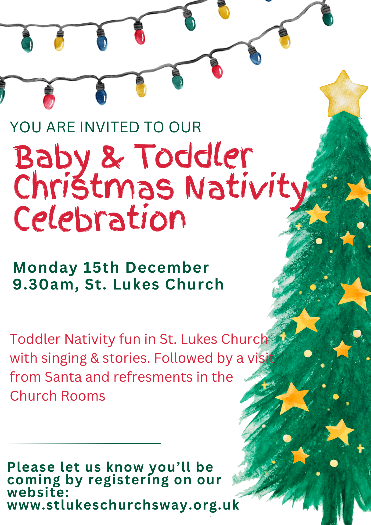 YOU ARE INVITED TO OUR
Baby & Toddler
Christmas Nativity
Celebration
Monday 15th December
9.30am, St. Lukes Church
Toddler Nativity fun in St. Lukes Church
with singing & stories. Followed by a visit
from Santa and refresments in the
Church Rooms
Please let us know you'll be
coming by registering on our
website:
www.stlukeschurchsway.org.uk